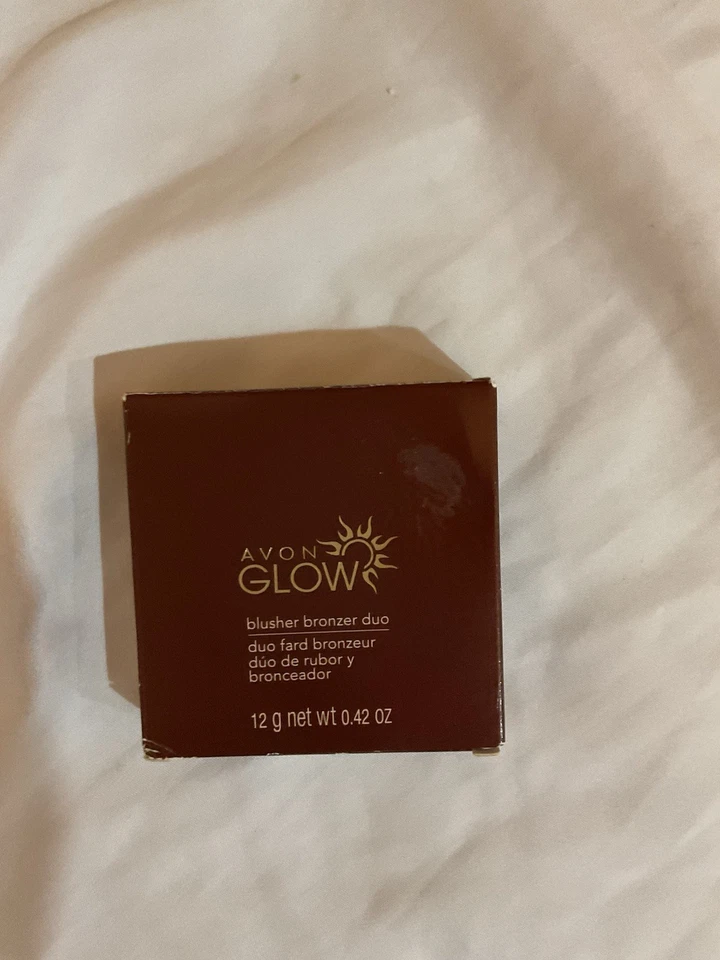 AVON
GLOW
blusher bronzer duo
duo fard bronzeur
dúo de rubor y
bronceador
12 g net wt 0.42 oz